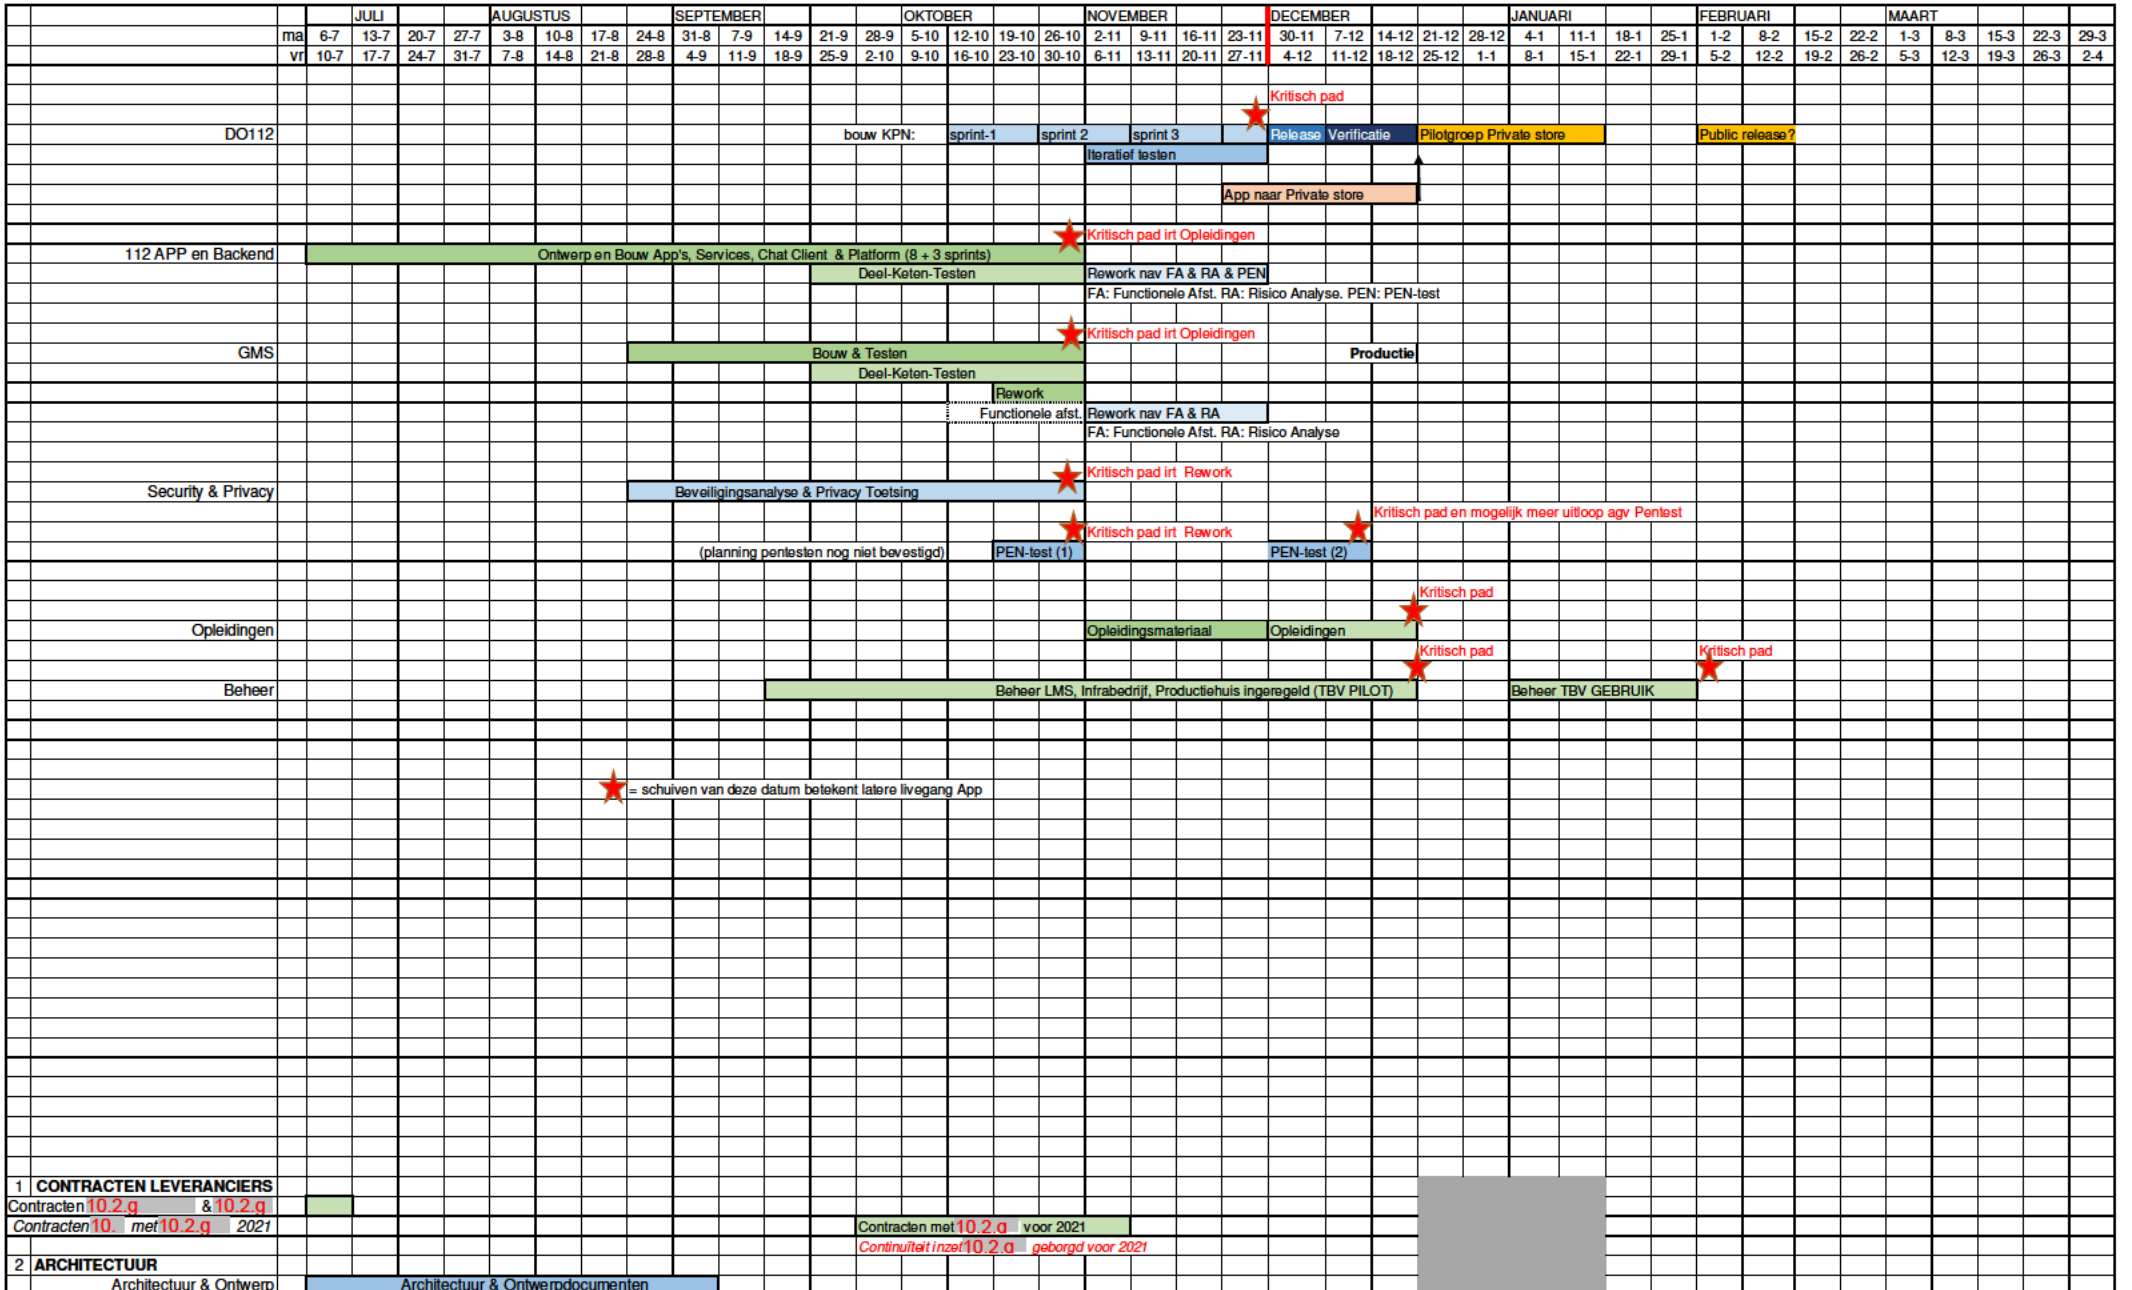 JULI AUGUSTUS SEPTEMBER OKTOBER NOVEMBER DECEMBER JANUARI FEBRUARI MAART
ma 6-7 13-7 20-7 27-7 3-8 10-8 17-8 24-8 31-8 7-9 14-9 21-9 28-9 5-10 12-10 19-10 26-10 2-11 9-11 16-11 23-11 30-11 7-12 14-12 21-12 28-12 4-1 11-1 18-1 25-1 1-2 8-2 15-2 22-2 1-3 8-3 15-3 22-3 29-3
vr 10-7 17-7 24-7 31-7 7-8 14-8 21-8 28-8 4-9 11-9 18-9 25-9 2-10 9-10 16-10 23-10 30-10 6-11 13-11 20-11 27-11 4-12 11-12 18-12 25-12 1-1 8-1 15-1 22-1 29-1 5-2 12-2 19-2 26-2 5-3 12-3 19-3 26-3 2-4
Kritisch pad
DO112 bouw KPN: sprint-1 sprint 2 sprint 3 Release Verificatie Pilotgroep Private store Public release?
Iteratief testen
App naar Private store
Kritisch pad irt Opleidingen
112 APP en Backend Ontwerp en Bouw App's, Services, Chat Client & Platform (8 + 3 sprints)
Deel-Keten-Testen Rework nav FA & RA & PEN
FA: Functionele Afst. RA: Risico Analyse. PEN: PEN-test
Kritisch pad irt Opleidingen
GMS Bouw & Testen Productie
Deel-Keten-Testen
Rework
Functionele afst. Rework nav FA & RA
FA: Functionele Afst. RA: Risico Analyse
Kritisch pad irt Rework
Security & Privacy Beveiligingsanalyse & Privacy Toetsing
Kritisch pad en mogelijk meer uitloop agv Pentest
Kritisch pad irt Rework
(planning pentesten nog niet bevestigd) PEN-test (1) PEN-test (2)
Kritisch pad
Opleidingen Opleidingsmateriaal Opleidingen
Kritisch pad Kritisch pad
Beheer Beheer LMS, Infrabedrijf, Productiehuis ingeregeld (TBV PILOT) Beheer TBV GEBRUIK
= schuiven van deze datum betekent latere livegang App
1 CONTRACTEN LEVERANCIERS
Contracten 10.2.g & 10.2.g
Contracten 10. met 10.2.g 2021 Contracten met 10.2.g voor 2021
Continuïteit inzet 10.2.g geborgd voor 2021
2 ARCHITECTUUR
Architectuur & Ontwerp Architectuur & Ontwerpdocumenten